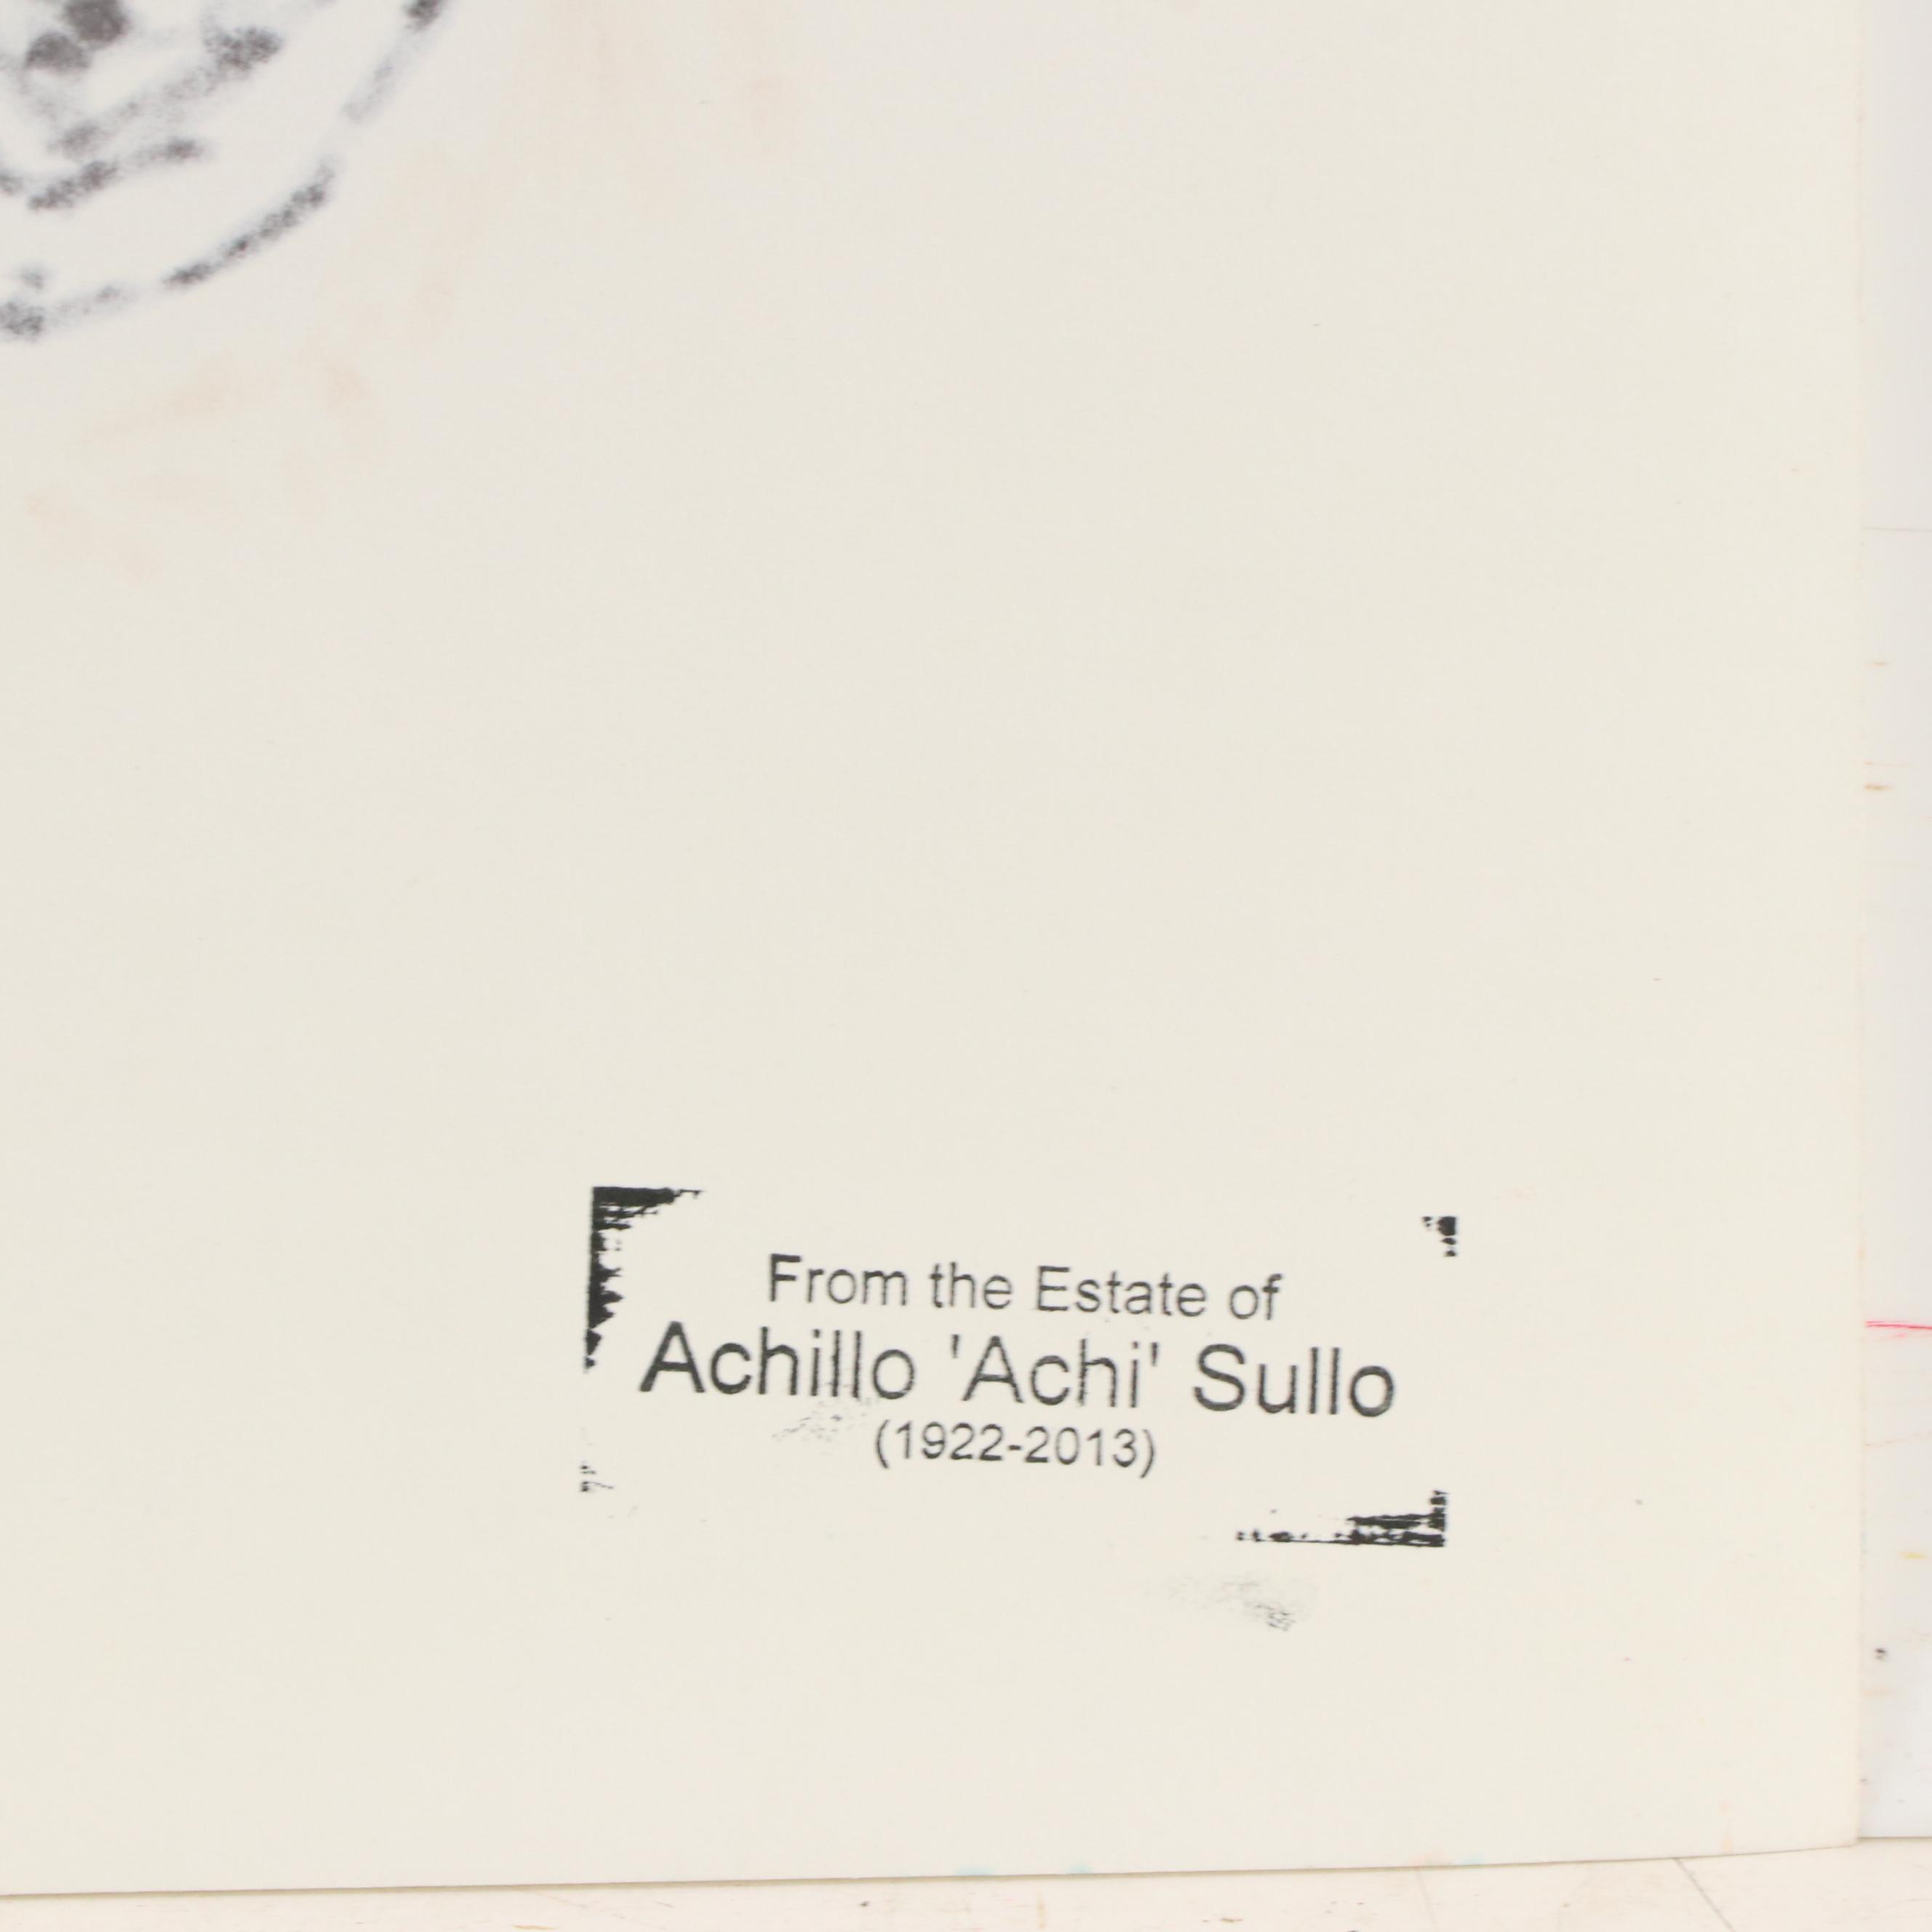 From the Estate of
Achillo 'Achi' Sullo
(1922-2013)